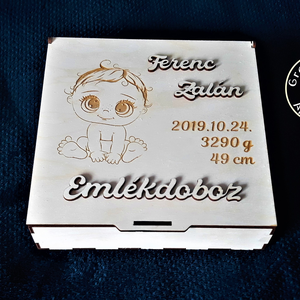 Ferenc
Zalán
2019.10.24.
3290 g
49 cm
Emlékdoboz